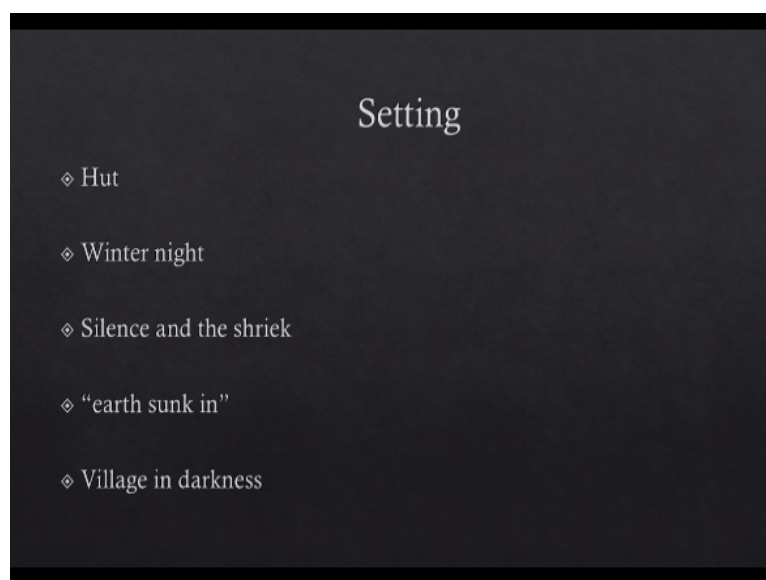 Setting
Hut
Winter night
Silence and the shriek
“earth sunk in”
Village in darkness